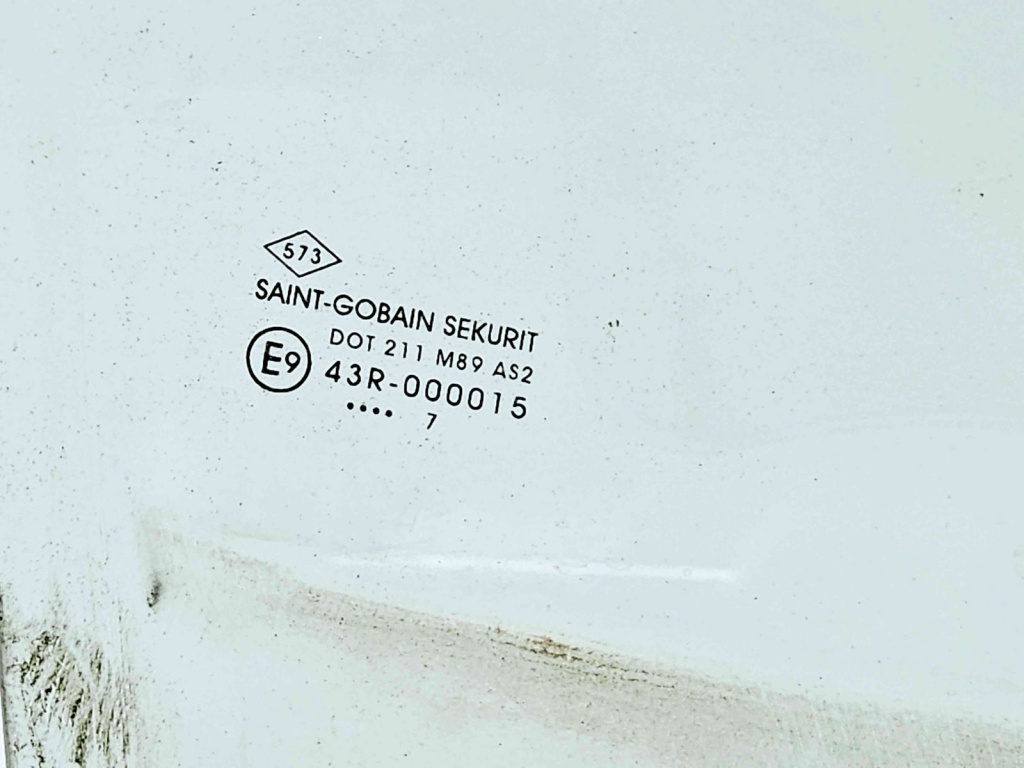 573
SAINT-GOBAIN SEKURIT
DOT 211 M89 AS2
E9
43R-000015
•••• 7